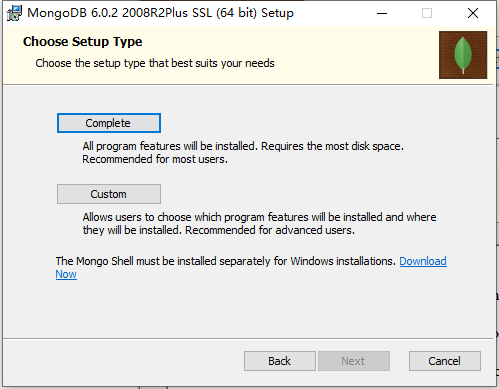 MongoDB 6.0.2 2008R2Plus SSL (64 bit) Setup
Choose Setup Type
Choose the setup type that best suits your needs
Complete
All program features will be installed. Requires the most disk space.
Recommended for most users.
Custom
Allows users to choose which program features will be installed and where
they will be installed. Recommended for advanced users.
The Mongo Shell must be installed separately for Windows installations. Download
Now
Back Next Cancel